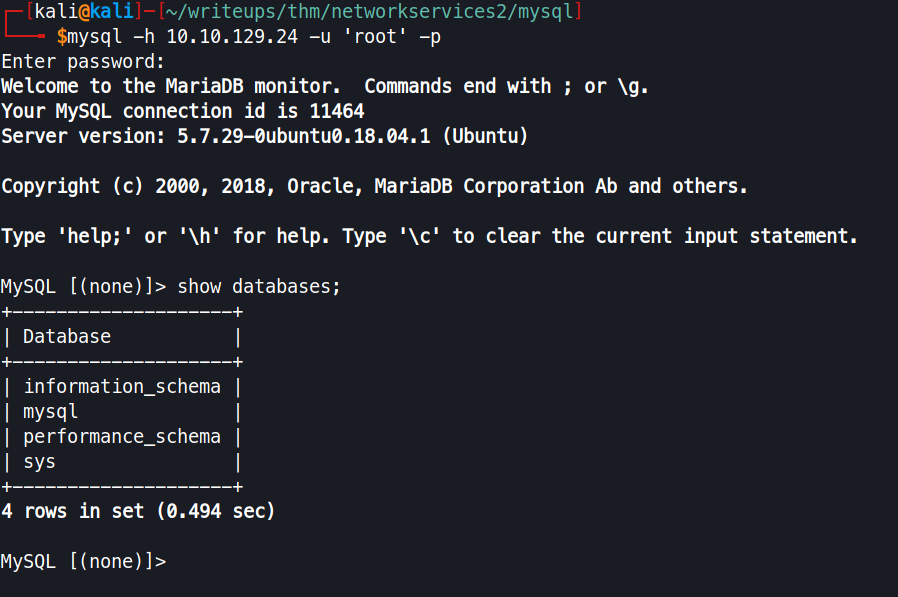 [kali@kali]-[~/writeups/thm/networkservices2/mysql]
$mysql -h 10.10.129.24 -u 'root' -p
Enter password:
Welcome to the MariaDB monitor.  Commands end with ; or \g.
Your MySQL connection id is 11464
Server version: 5.7.29-0ubuntu0.18.04.1 (Ubuntu)

Copyright (c) 2000, 2018, Oracle, MariaDB Corporation Ab and others.

Type 'help;' or '\h' for help. Type '\c' to clear the current input statement.

MySQL [(none)]> show databases;
+--------------------+
| Database           |
+--------------------+
| information_schema |
| mysql              |
| performance_schema |
| sys                |
+--------------------+
4 rows in set (0.494 sec)

MySQL [(none)]>